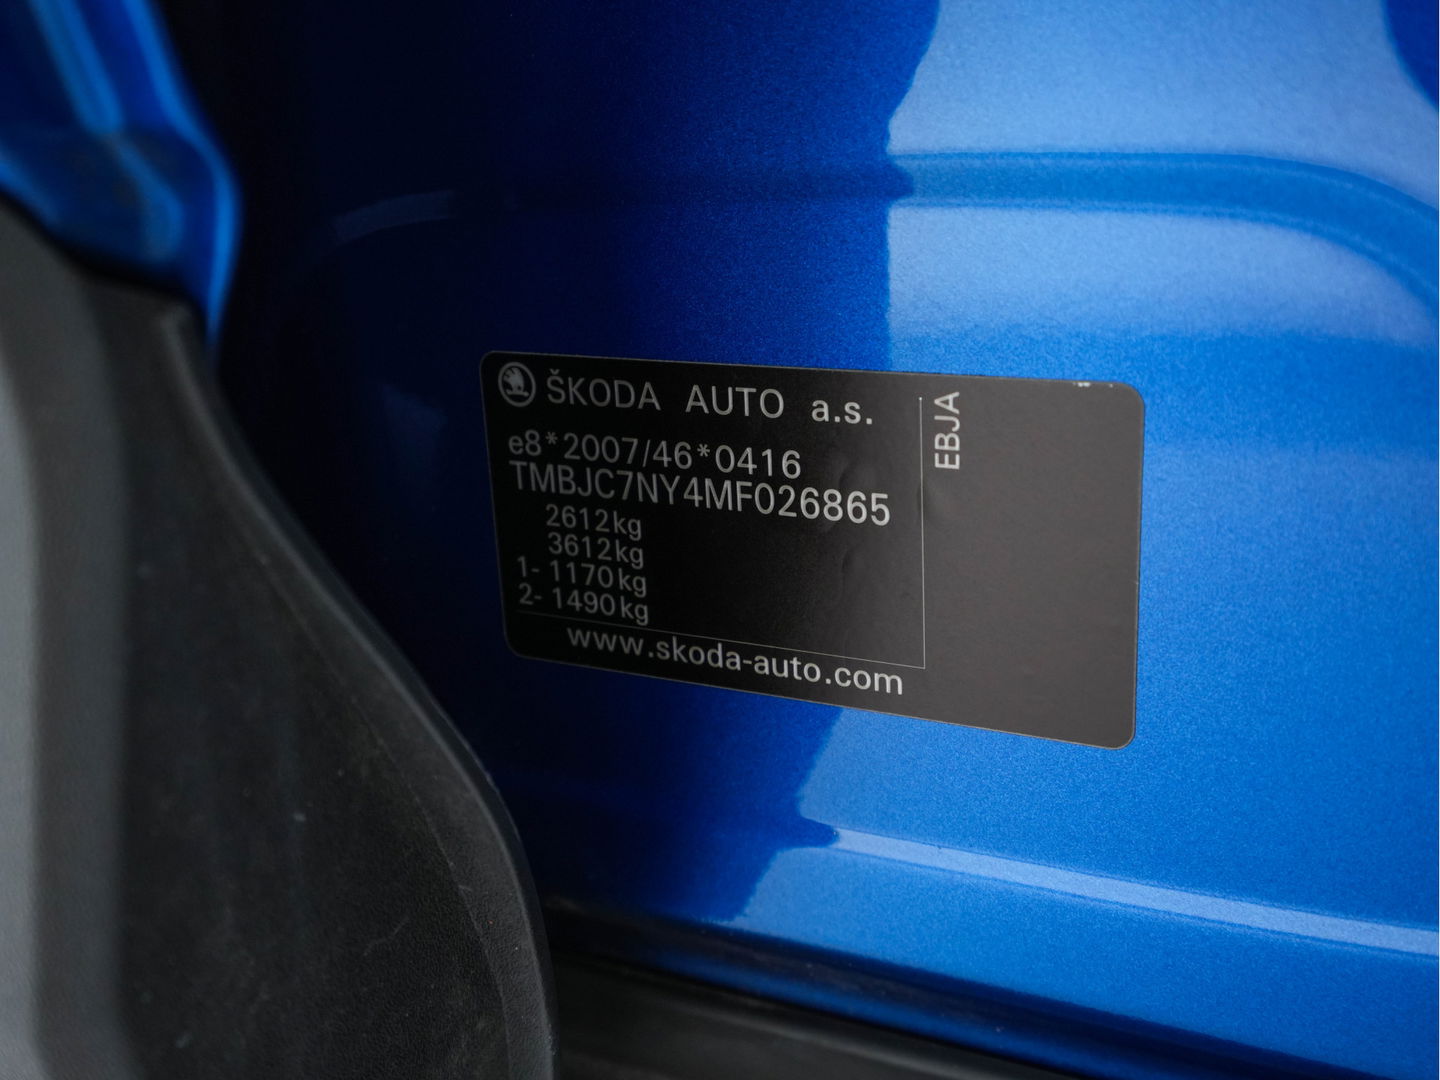 ŠKODA AUTO a.s.
e8*2007/46*0416
TMBJC7NY4MF026865
2612kg
3612kg
1- 1170kg
2- 1490kg
www.skoda-auto.com
EBJA